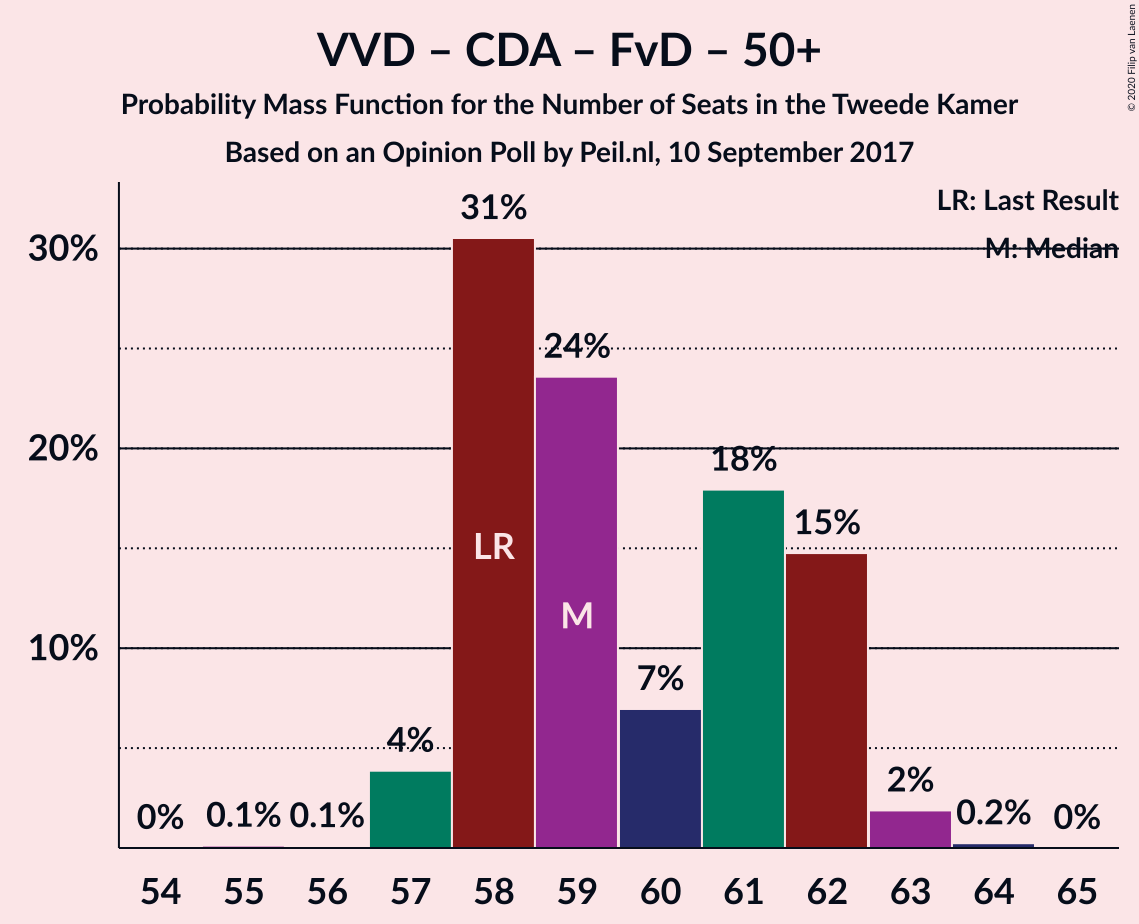 VVD – CDA – FvD – 50+
Probability Mass Function for the Number of Seats in the Tweede Kamer
Based on an Opinion Poll by Peil.nl, 10 September 2017
© 2020 Filip van Laenen
LR: Last Result
M: Median
30%
20%
10%
0%
0.1%
0.1%
4%
31%
24%
7%
18%
15%
2%
0.2%
0%
LR
M
54 55 56 57 58 59 60 61 62 63 64 65